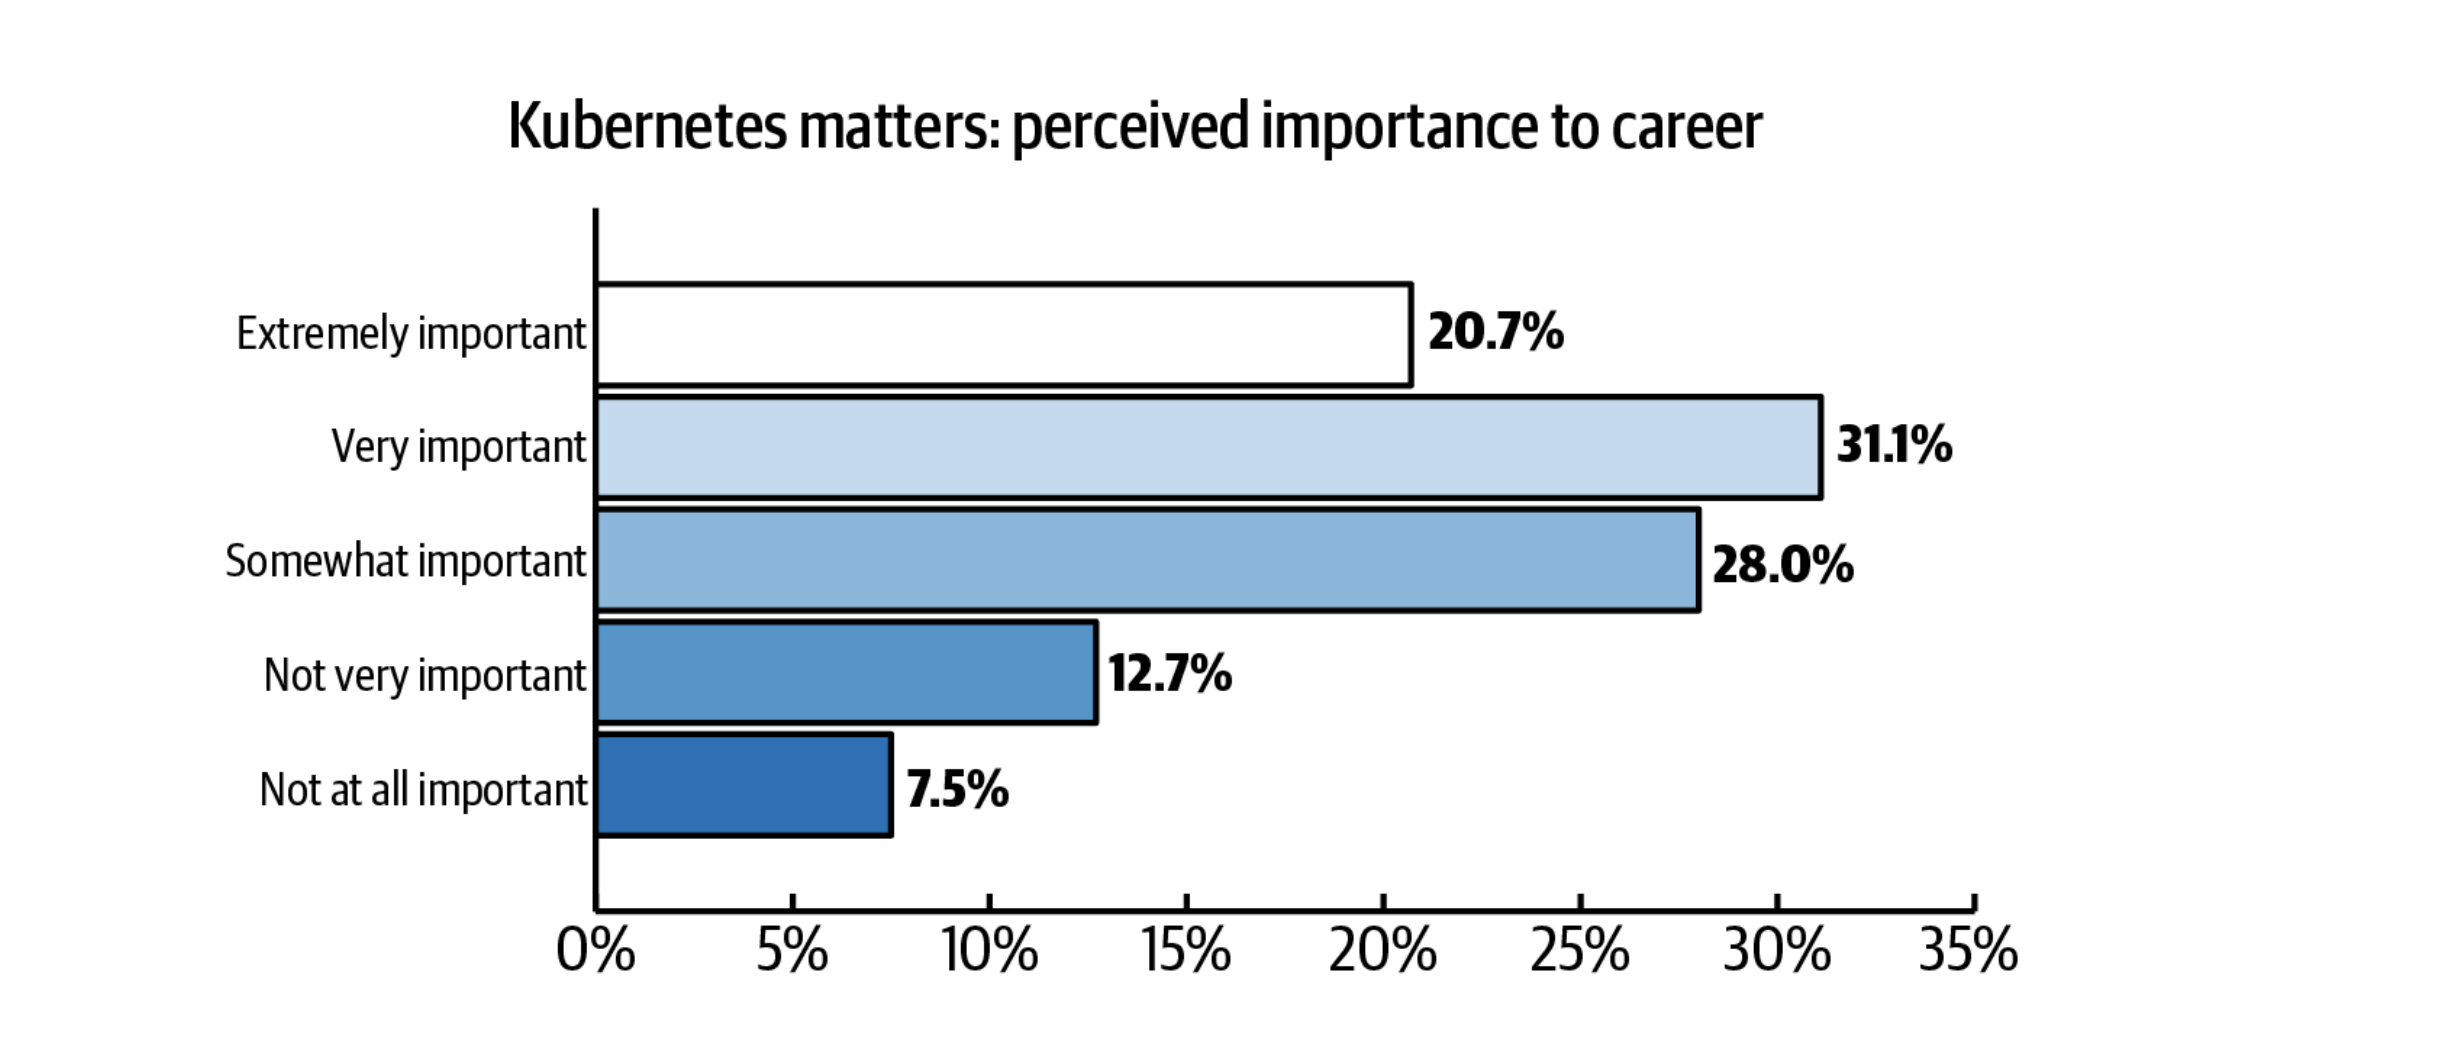 Kubernetes matters: perceived importance to career
Extremely important 20.7%
Very important 31.1%
Somewhat important 28.0%
Not very important 12.7%
Not at all important 7.5%
0% 5% 10% 15% 20% 25% 30% 35%